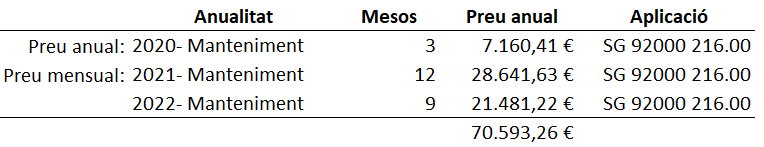 Anualitat Mesos Preu anual Aplicació
Preu anual: 2020- Manteniment 3 7.160,41 € SG 92000 216.00
Preu mensual: 2021- Manteniment 12 28.641,63 € SG 92000 216.00
2022- Manteniment 9 21.481,22 € SG 92000 216.00
70.593,26 €